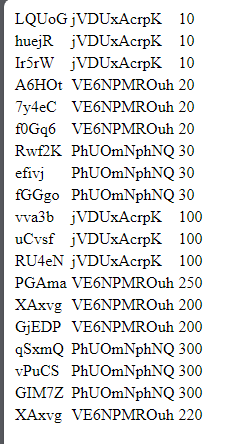 LQUoG jVDUxAcrpK 10
huejR jVDUxAcrpK 10
Ir5rW jVDUxAcrpK 10
A6HOt VE6NPMROuh 20
7y4eC VE6NPMROuh 20
f0Gq6 VE6NPMROuh 20
Rwf2K PhUOmNphNQ 30
efivj PhUOmNphNQ 30
fGGgo PhUOmNphNQ 30
vva3b jVDUxAcrpK 100
uCvsf jVDUxAcrpK 100
RU4eN jVDUxAcrpK 100
PGAma VE6NPMROuh 250
XAxvg VE6NPMROuh 200
GjEDP VE6NPMROuh 200
qSxmQ PhUOmNphNQ 300
vPuCS PhUOmNphNQ 300
GIM7Z PhUOmNphNQ 300
XAxvg VE6NPMROuh 220